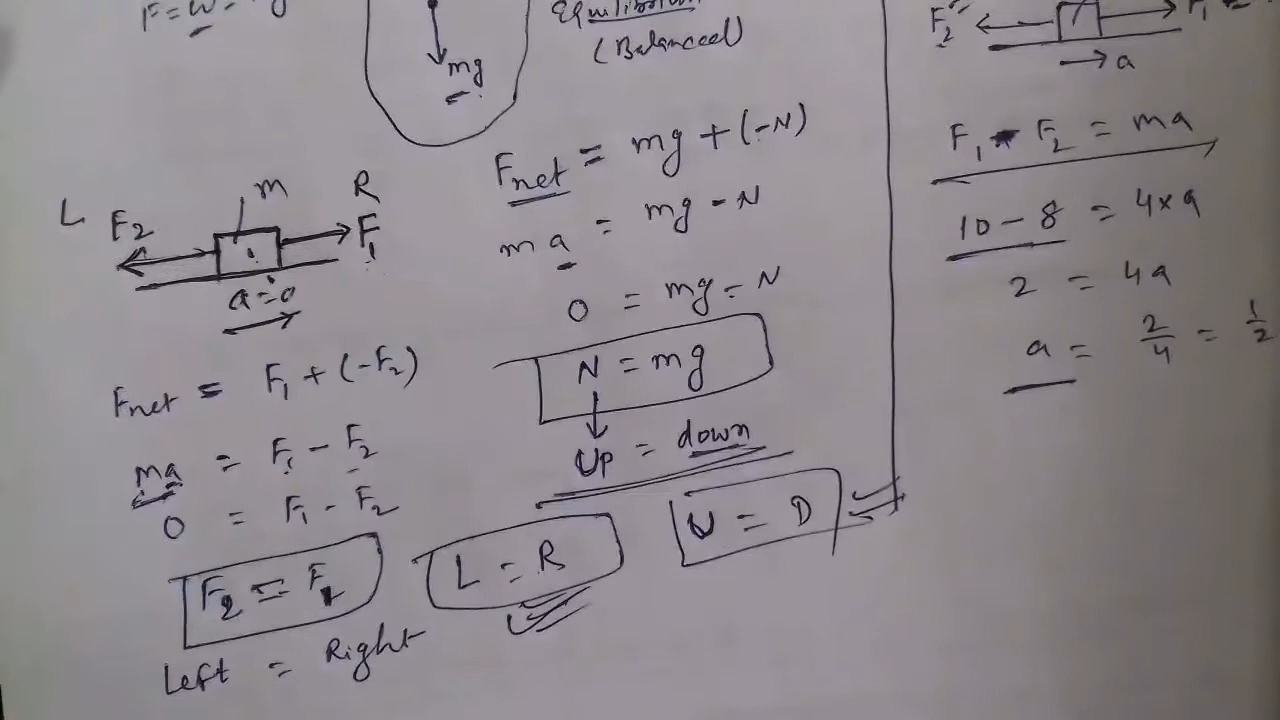 F = W =
mg
Equilibrium
(Balanced)
L F2 m R F1
a = 0
Fnet = F1 + (-F2)
ma = F1 - F2
0 = F1 - F2
F2 = F1
Left = Right
Fnet = mg + (-N)
ma = mg - N
0 = mg - N
N = mg
Up = down
L = R
U = D
F2 F1
a
F1 - F2 = ma
10 - 8 = 4×a
2 = 4a
a = 2/4 = 1/2